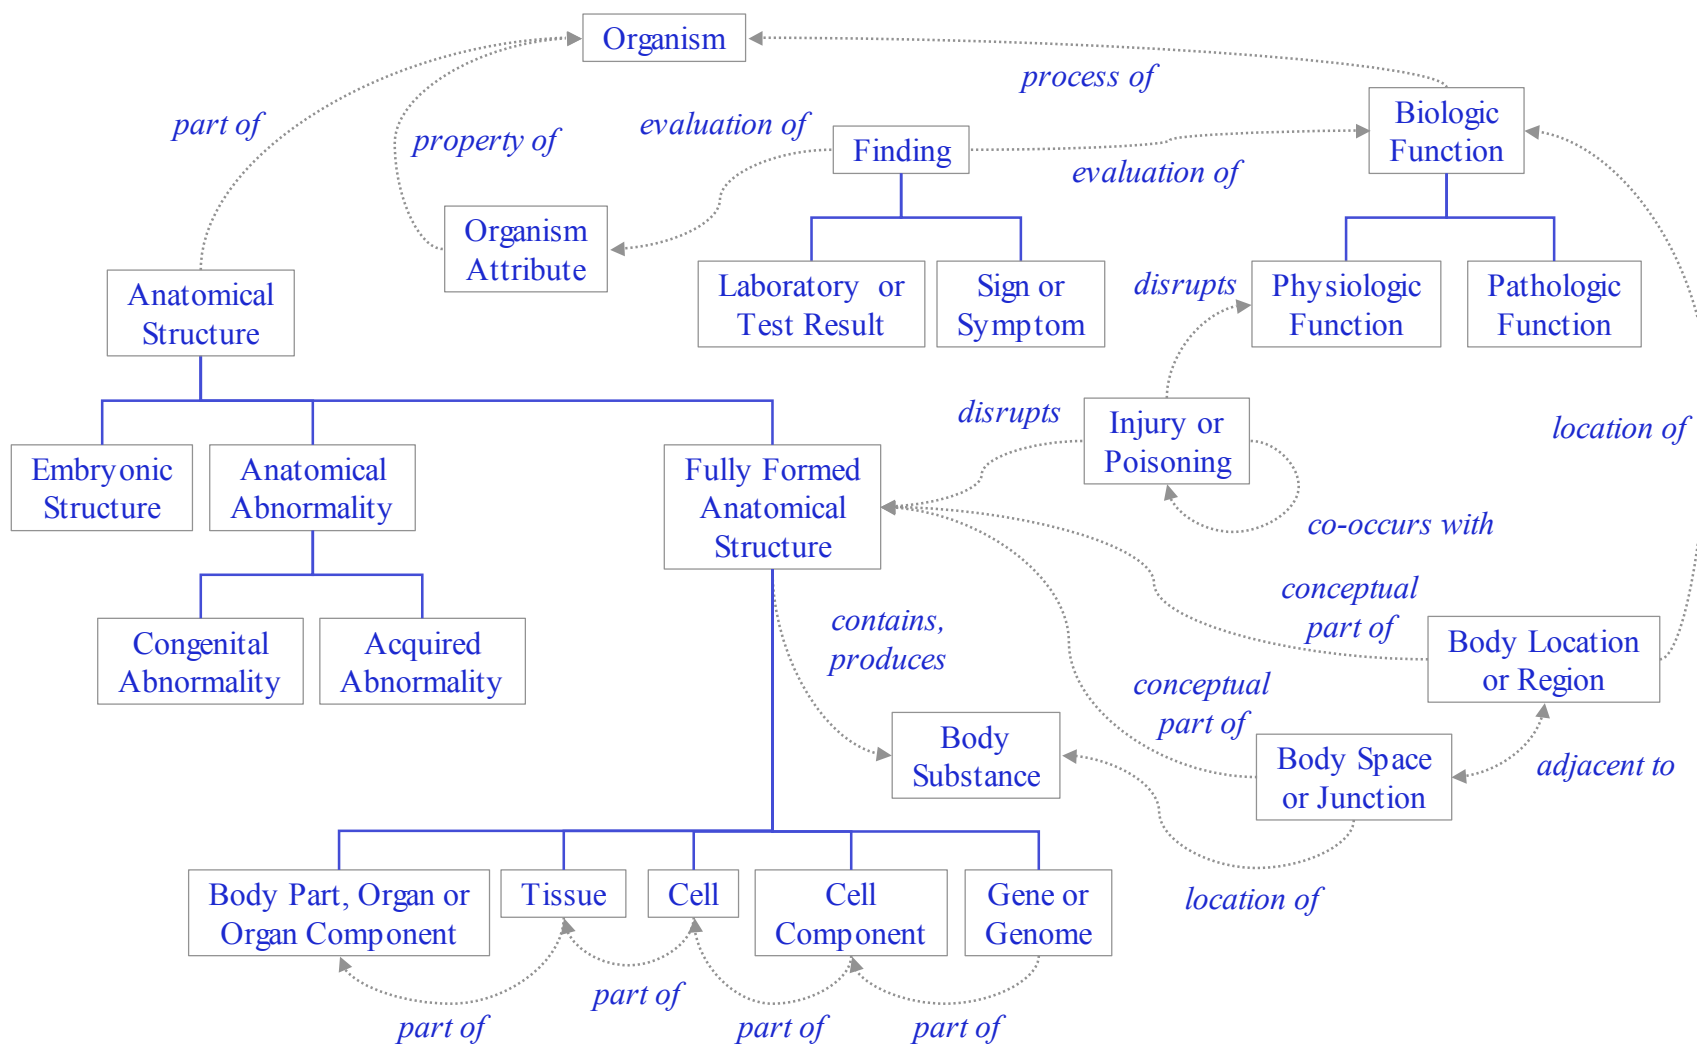 Organism
process of
Biologic
Function
part of
property of
evaluation of
Finding
evaluation of
Organism
Attribute
Laboratory or
Test Result
Sign or
Symptom
disrupts
Physiologic
Function
Pathologic
Function
Anatomical
Structure
disrupts
Injury or
Poisoning
location of
Embryonic
Structure
Anatomical
Abnormality
Fully Formed
Anatomical
Structure
co-occurs with
Congenital
Abnormality
Acquired
Abnormality
contains,
produces
conceptual
part of
Body Location
or Region
conceptual
part of
Body
Substance
Body Space
or Junction
adjacent to
Body Part, Organ or
Organ Component
Tissue
Cell
Cell
Component
Gene or
Genome
location of
part of
part of
part of
part of